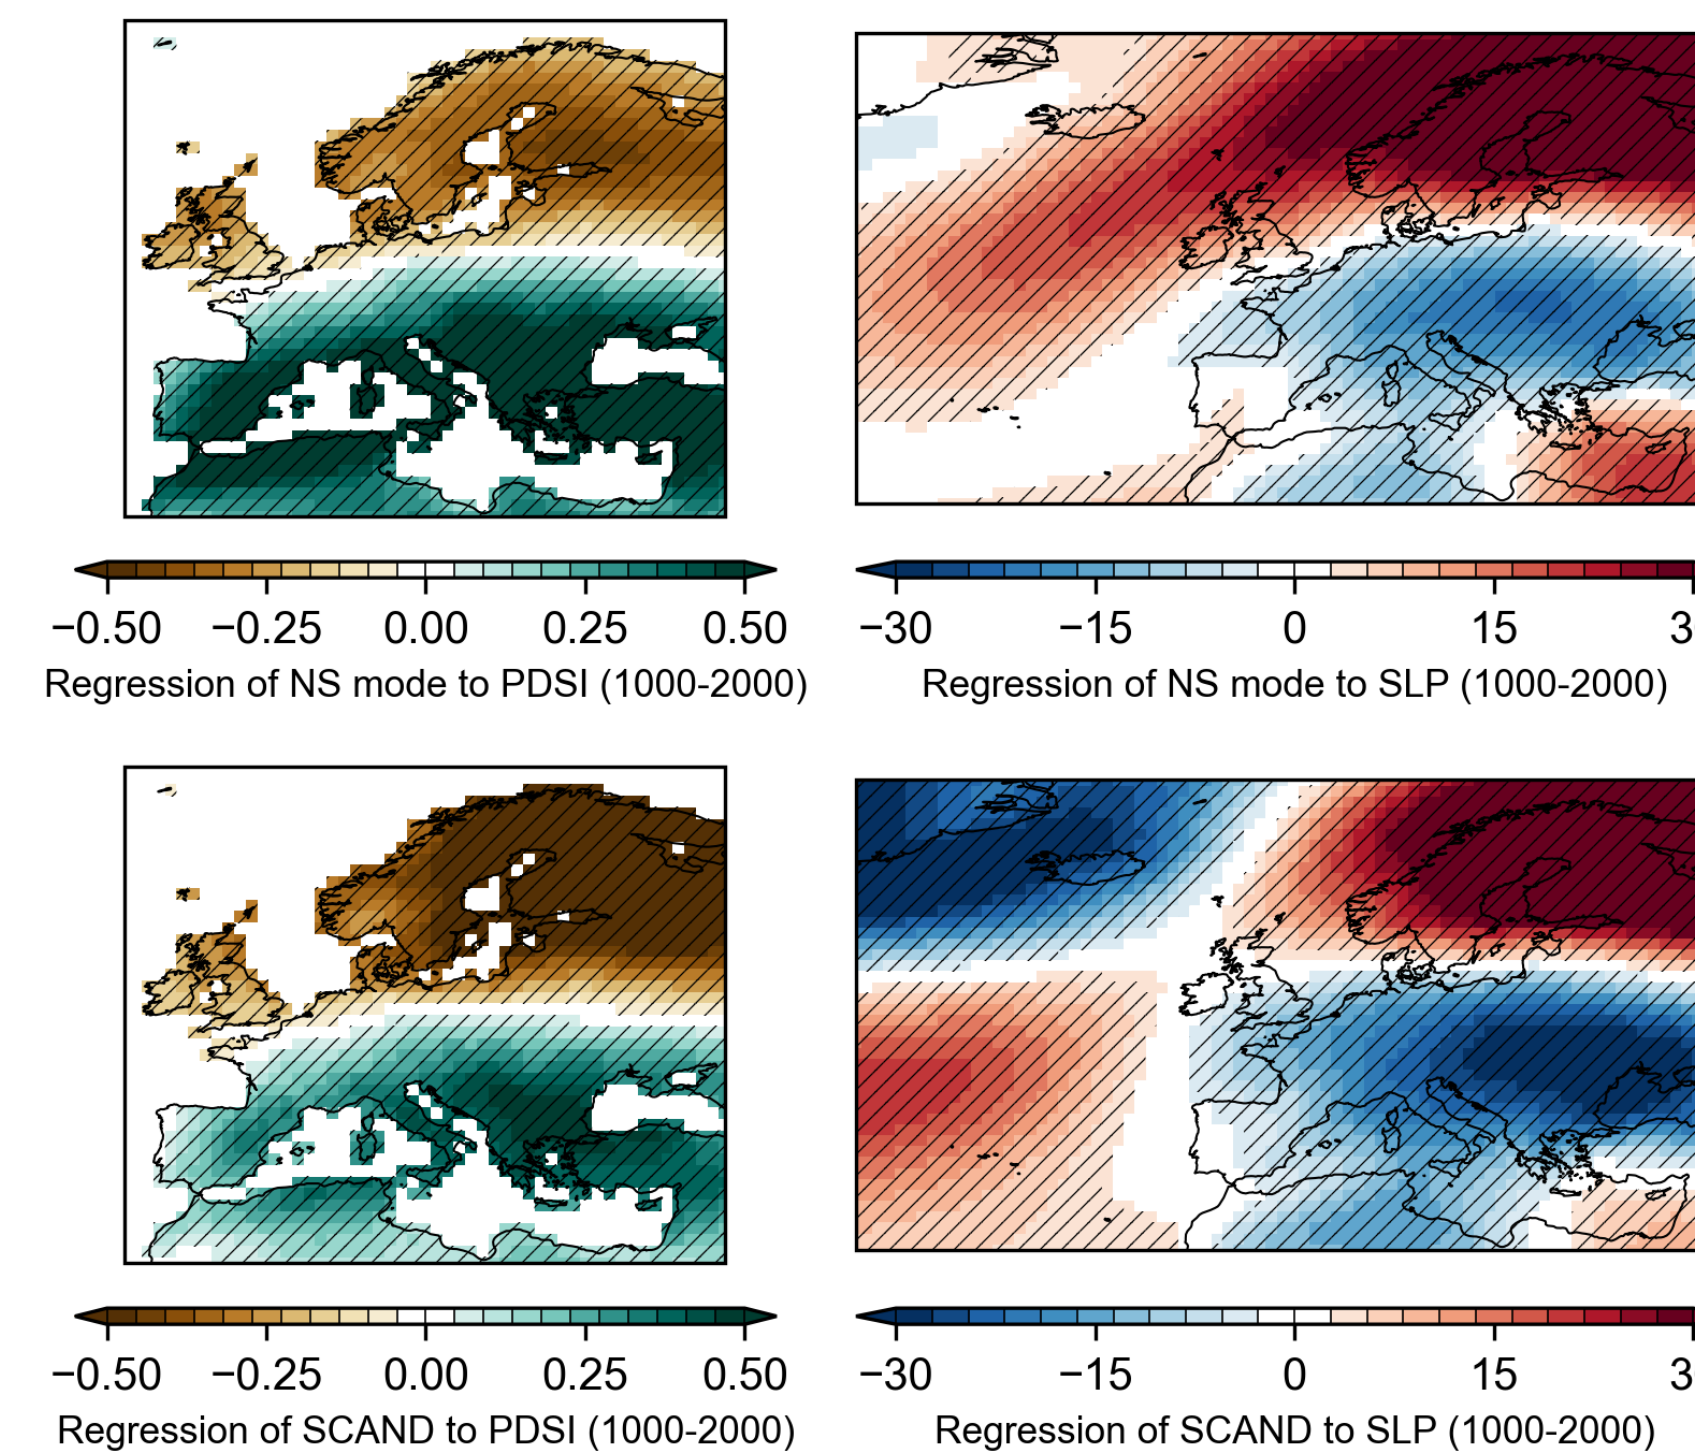 −0.50 −0.25 0.00 0.25 0.50
−30 −15 0 15 3
Regression of NS mode to PDSI (1000-2000)
Regression of NS mode to SLP (1000-2000)
−0.50 −0.25 0.00 0.25 0.50
−30 −15 0 15 3
Regression of SCAND to PDSI (1000-2000)
Regression of SCAND to SLP (1000-2000)